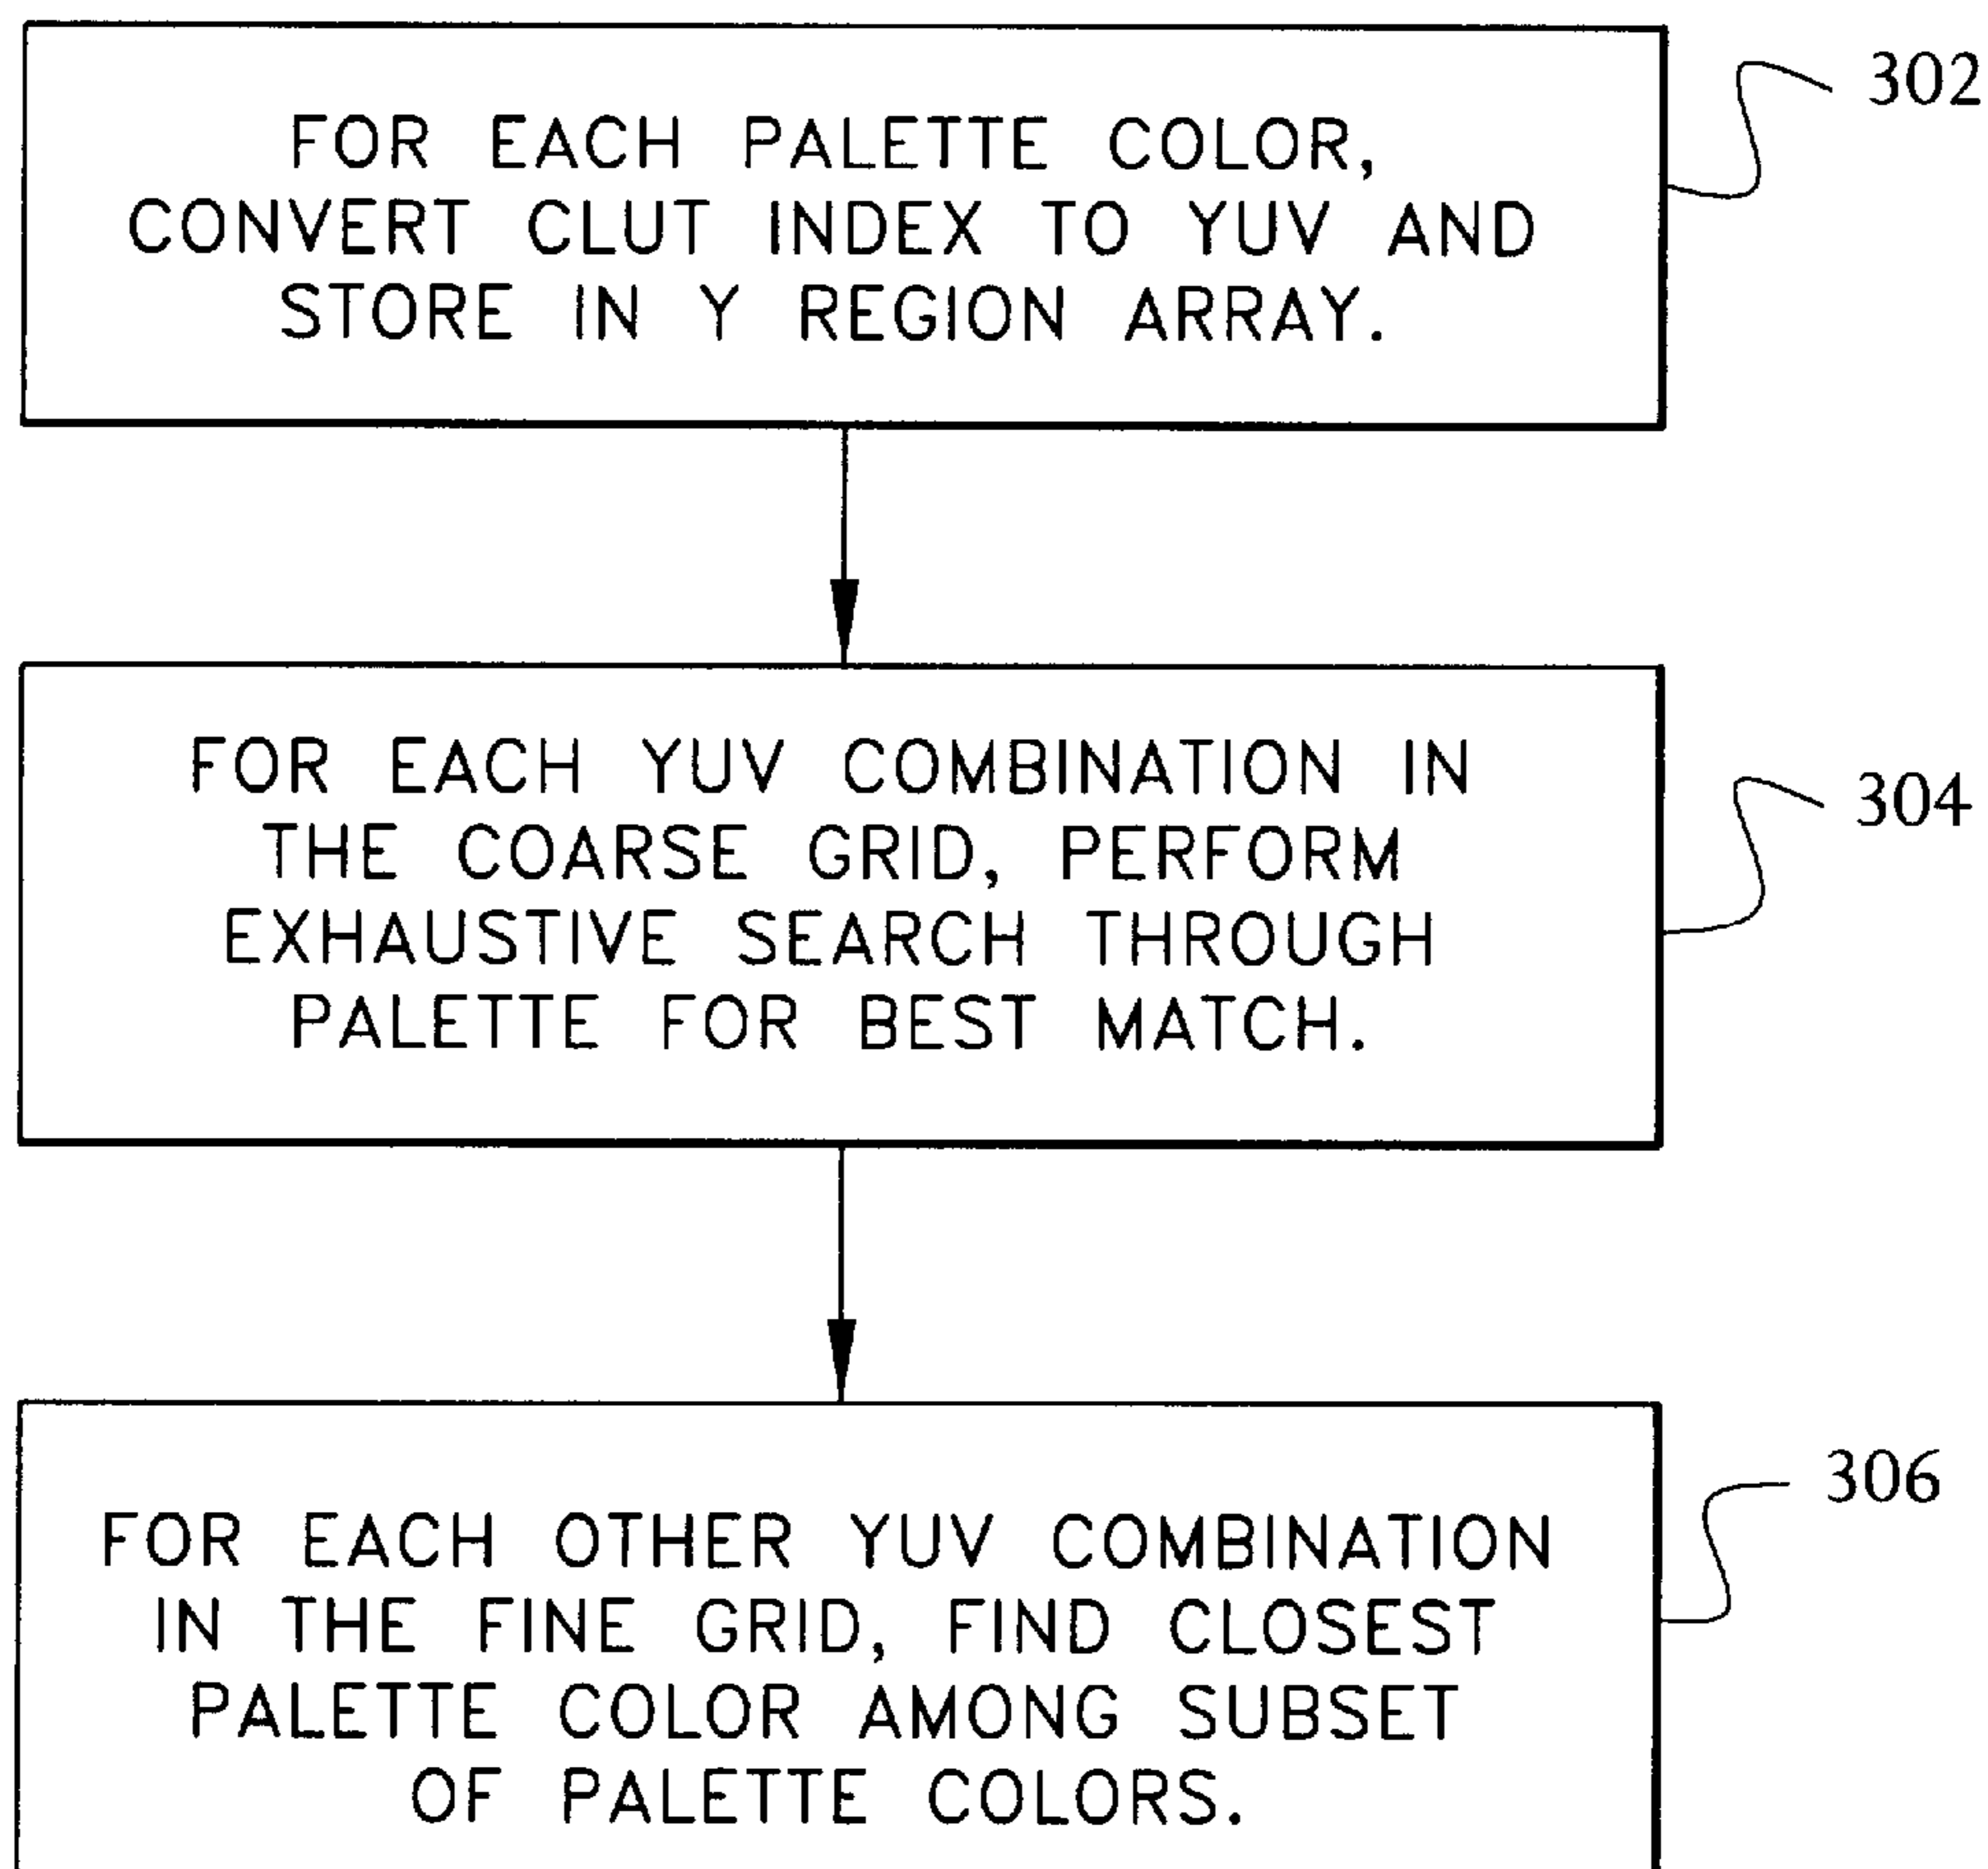 FOR EACH PALETTE COLOR,
CONVERT CLUT INDEX TO YUV AND
STORE IN Y REGION ARRAY.
302
FOR EACH YUV COMBINATION IN
THE COARSE GRID, PERFORM
EXHAUSTIVE SEARCH THROUGH
PALETTE FOR BEST MATCH.
304
FOR EACH OTHER YUV COMBINATION
IN THE FINE GRID, FIND CLOSEST
PALETTE COLOR AMONG SUBSET
OF PALETTE COLORS.
306